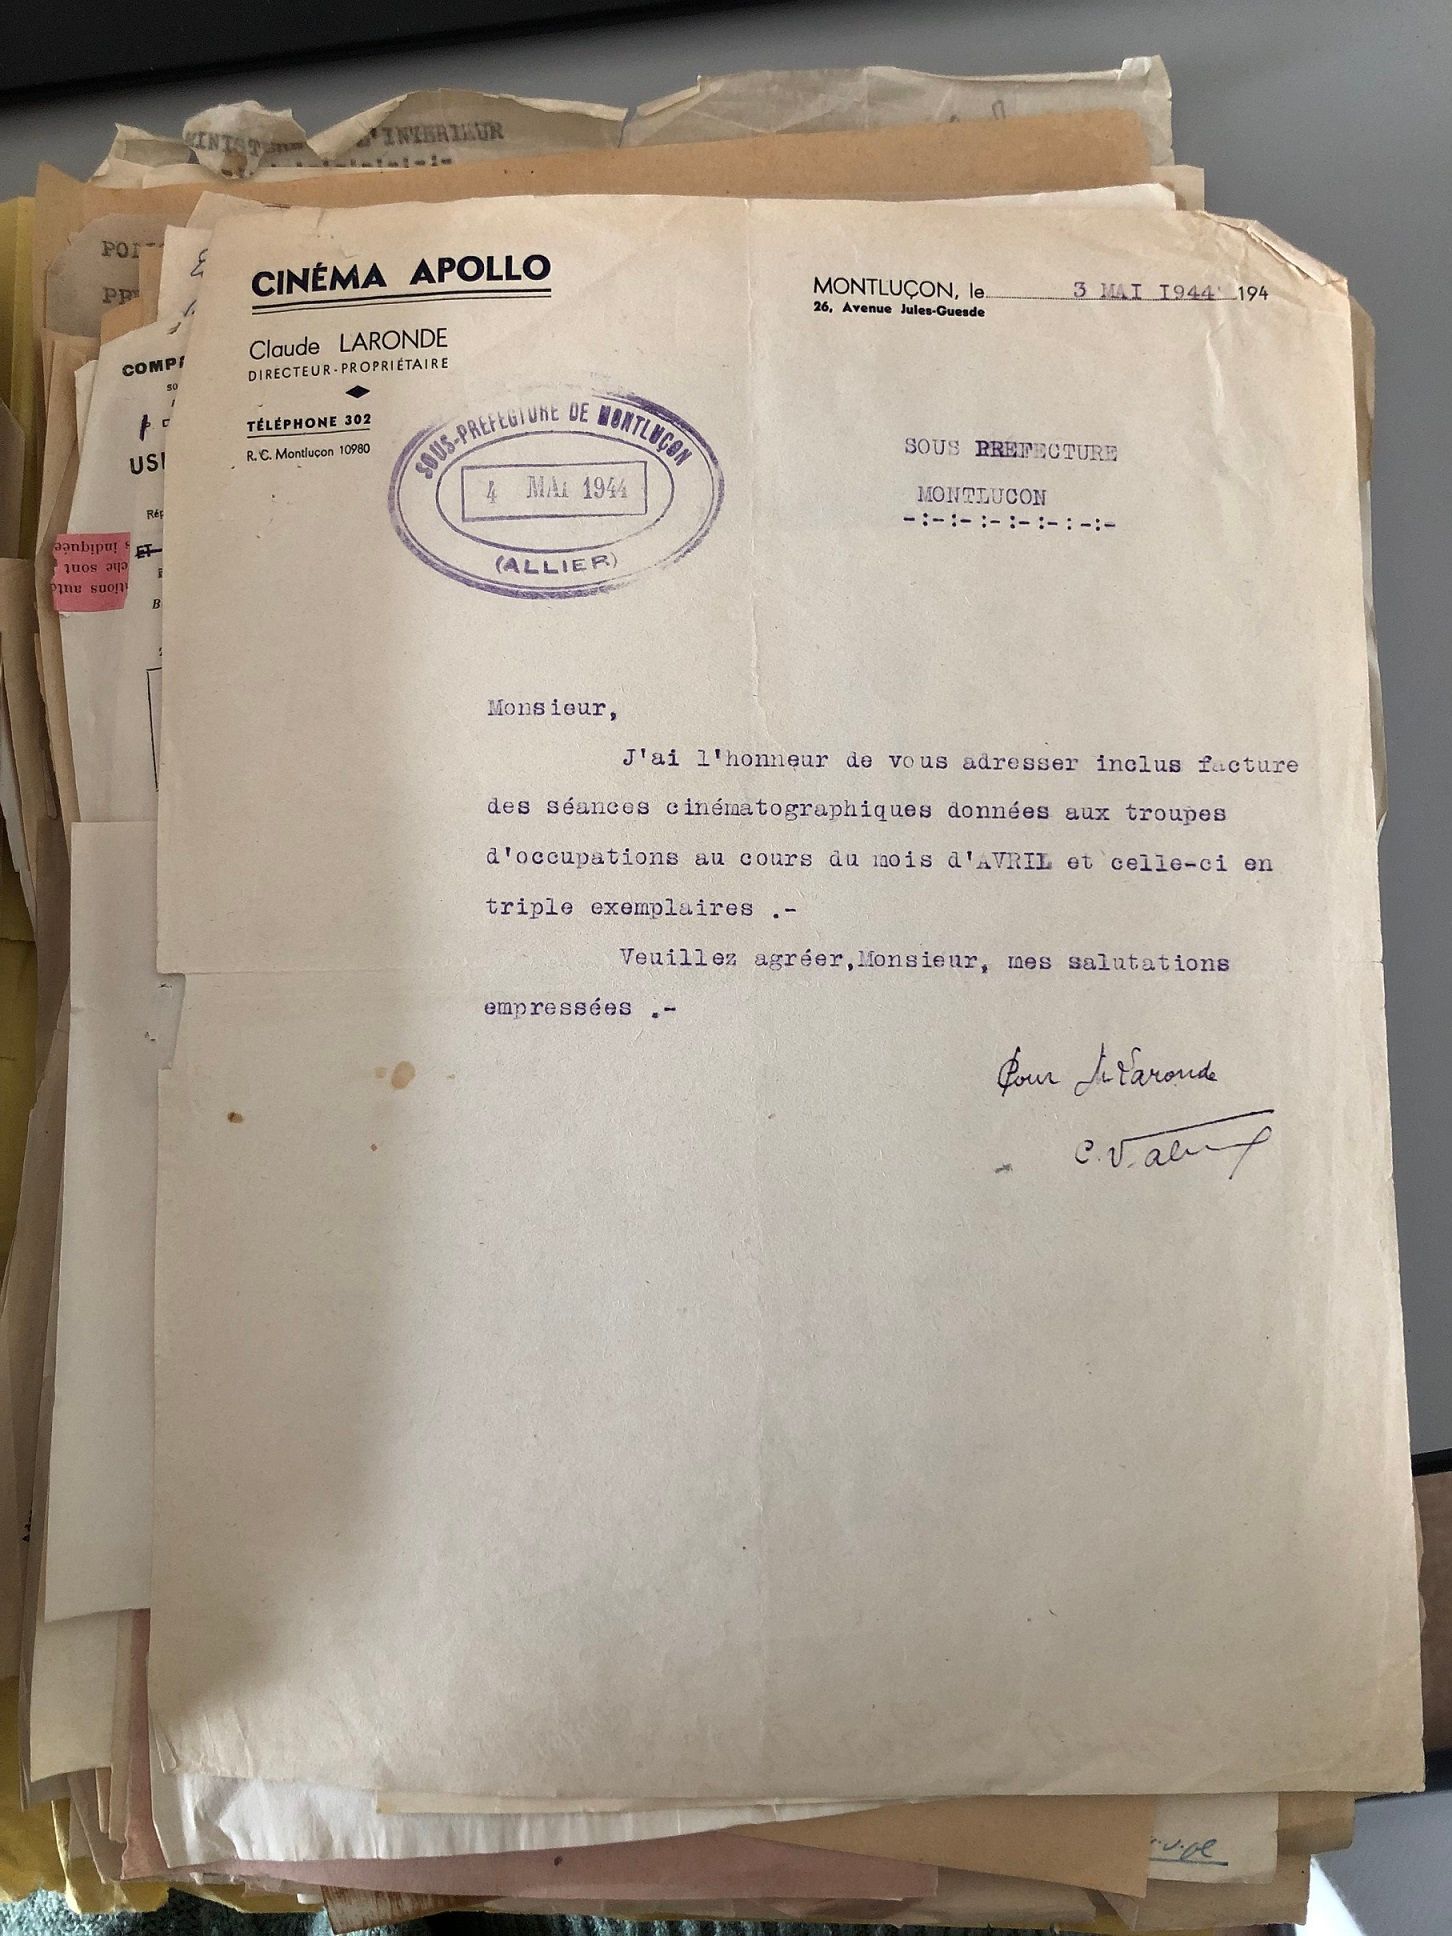 L'INTERIEUR
CINÉMA APOLLO
Claude LARONDE
DIRECTEUR-PROPRIÉTAIRE
TÉLÉPHONE 302
R. C. Montluçon 10980
MONTLUÇON, le 3 MAI 1944 194
26, Avenue Jules-Guesde
SOUS-PREFECTURE DE MONTLUÇON
4 MAI 1944
(ALLIER)
SOUS PREFECTURE
MONTLUCON
-:-:-:-:-:-:-:-
Monsieur,
J'ai l'honneur de vous adresser inclus facture
des séances cinématographiques données aux troupes
d'occupations au cours du mois d'AVRIL et celle-ci en
triple exemplaires .-
Veuillez agréer,Monsieur, mes salutations
empressées .-
Pour Mr Laronde